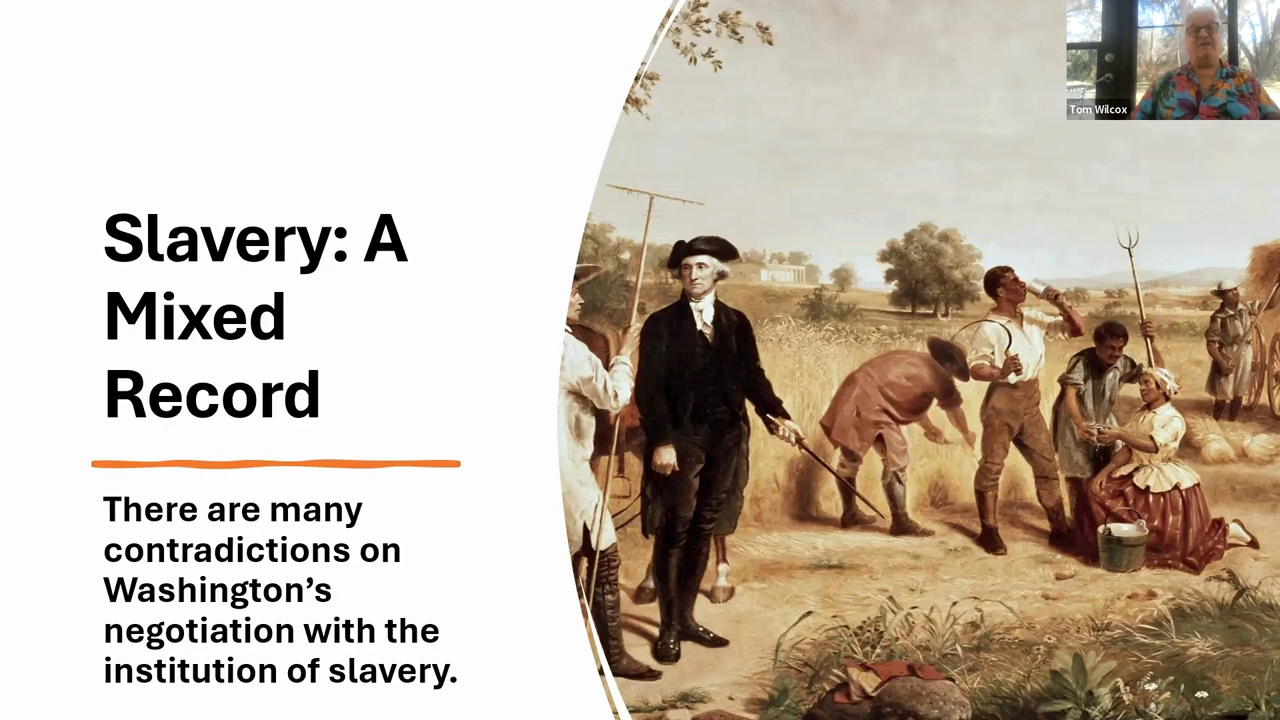 Slavery: A
Mixed
Record
There are many
contradictions on
Washington’s
negotiation with the
institution of slavery.
Tom Wilcox